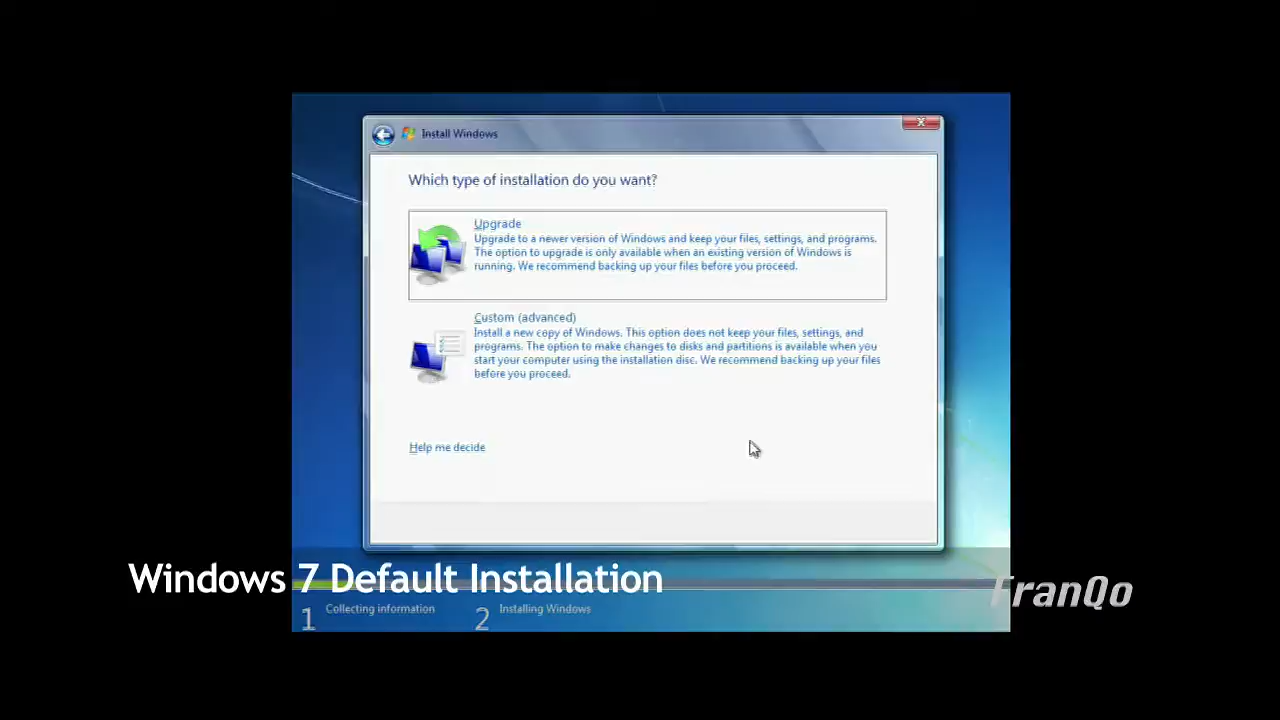 Install Windows
Which type of installation do you want?
Upgrade
Upgrade to a newer version of Windows and keep your files, settings, and programs.
The option to upgrade is only available when an existing version of Windows is
running. We recommend backing up your files before you proceed.
Custom (advanced)
Install a new copy of Windows. This option does not keep your files, settings, and
programs. The option to make changes to disks and partitions is available when you
start your computer using the installation disc. We recommend backing up your files
before you proceed.
Help me decide
Windows 7 Default Installation
FranQo
1 Collecting information
2 Installing Windows